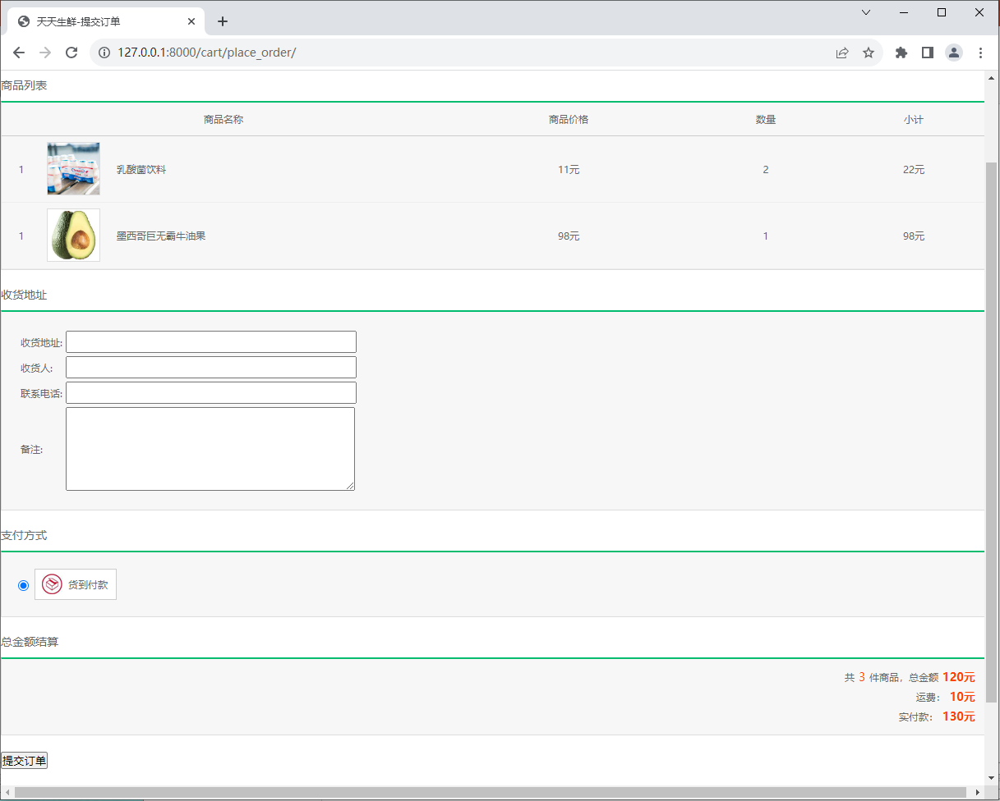 天天生鲜-提交订单
127.0.0.1:8000/cart/place_order/
商品列表
商品名称 商品价格 数量 小计
1 乳酸菌饮料 11元 2 22元
1 墨西哥巨无霸牛油果 98元 1 98元
收货地址
收货地址:
收货人:
联系电话:
备注:
支付方式
货到付款
总金额结算
共 3 件商品，总金额 120元
运费： 10元
实付款： 130元
提交订单